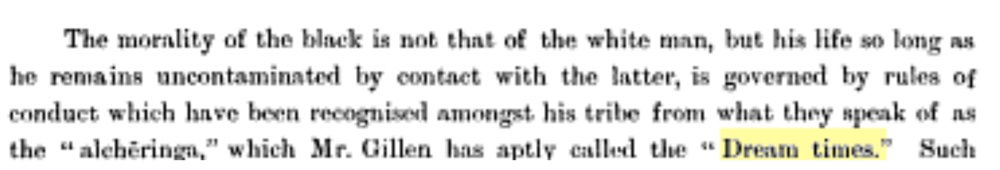 The morality of the black is not that of the white man, but his life so long as
he remains uncontaminated by contact with the latter, is governed by rules of
conduct which have been recognised amongst his tribe from what they speak of as
the “alchēringa,” which Mr. Gillen has aptly called the “Dream times.” Such